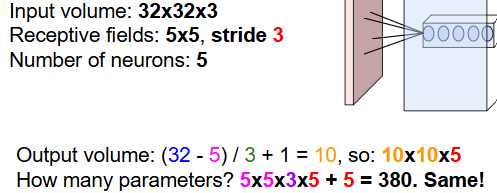 Input volume: 32x32x3
Receptive fields: 5x5, stride 3
Number of neurons: 5
Output volume: (32 - 5) / 3 + 1 = 10, so: 10x10x5
How many parameters? 5x5x3x5 + 5 = 380. Same!